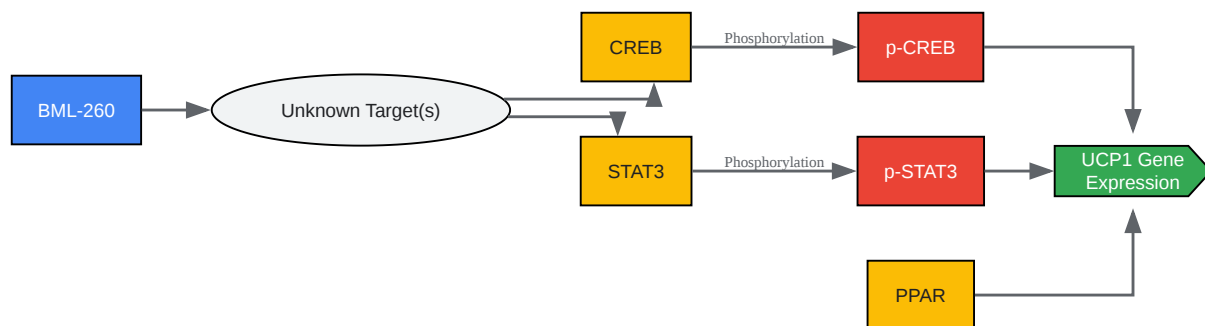 CREB
Phosphorylation
p-CREB
BML-260
Unknown Target(s)
STAT3
Phosphorylation
p-STAT3
UCP1 Gene
Expression
PPAR